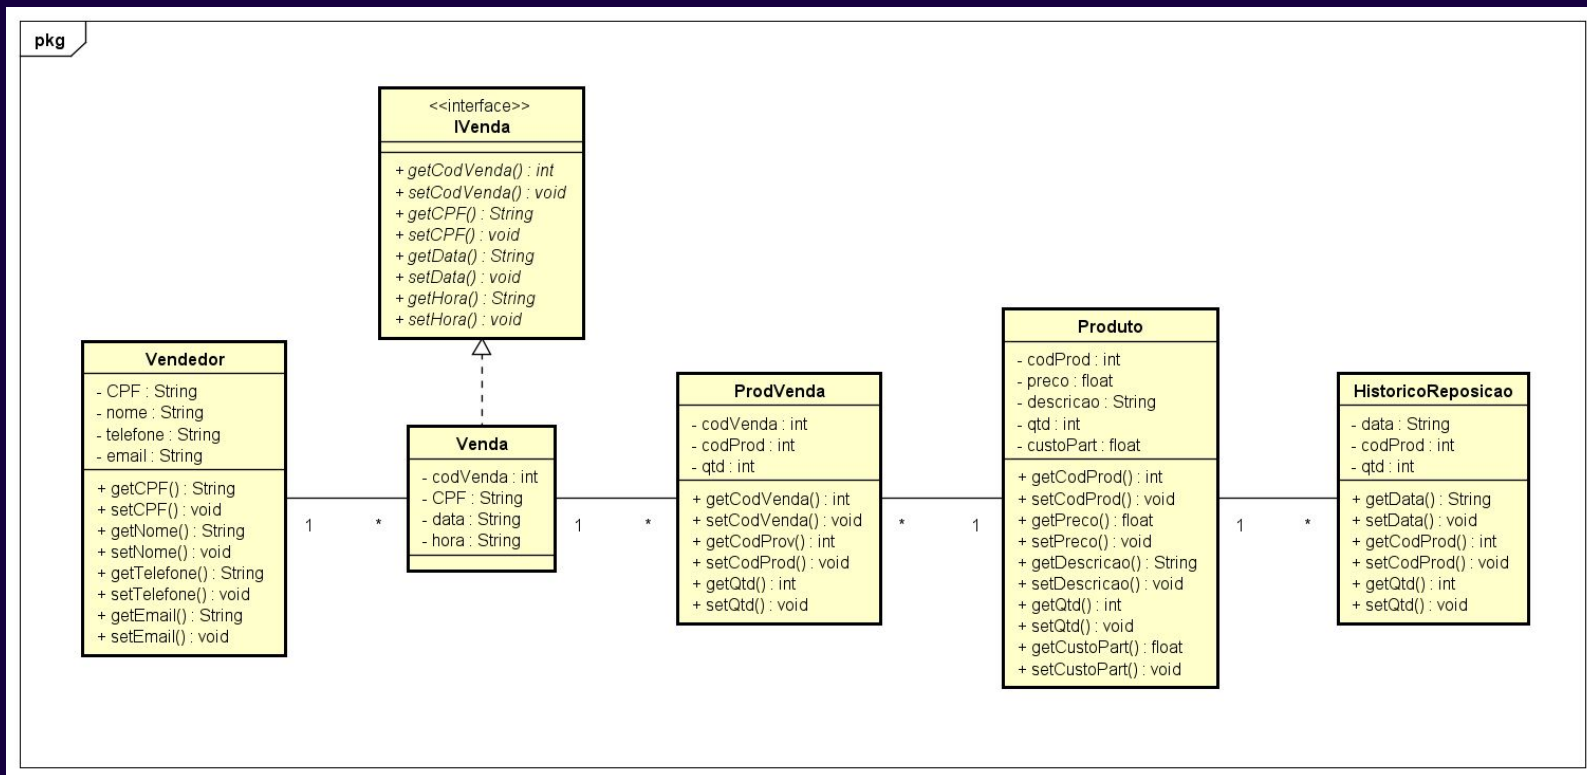 pkg
<<interface>>
IVenda
+ getCodVenda() : int
+ setCodVenda() : void
+ getCPF() : String
+ setCPF() : void
+ getData() : String
+ setData() : void
+ getHora() : String
+ setHora() : void
Vendedor
- CPF : String
- nome : String
- telefone : String
- email : String
+ getCPF() : String
+ setCPF() : void
+ getNome() : String
+ setNome() : void
+ getTelefone() : String
+ setTelefone() : void
+ getEmail() : String
+ setEmail() : void
1 *
Venda
- codVenda : int
- CPF : String
- data : String
- hora : String
1 *
ProdVenda
- codVenda : int
- codProd : int
- qtd : int
+ getCodVenda() : int
+ setCodVenda() : void
+ getCodProv() : int
+ setCodProd() : void
+ getQtd() : int
+ setQtd() : void
* 1
Produto
- codProd : int
- preco : float
- descricao : String
- qtd : int
- custoPart : float
+ getCodProd() : int
+ setCodProd() : void
+ getPreco() : float
+ setPreco() : void
+ getDescricao() : String
+ setDescricao() : void
+ getQtd() : int
+ setQtd() : void
+ getCustoPart() : float
+ setCustoPart() : void
1 *
HistoricoReposicao
- data : String
- codProd : int
- qtd : int
+ getData() : String
+ setData() : void
+ getCodProd() : int
+ setCodProd() : void
+ getQtd() : int
+ setQtd() : void